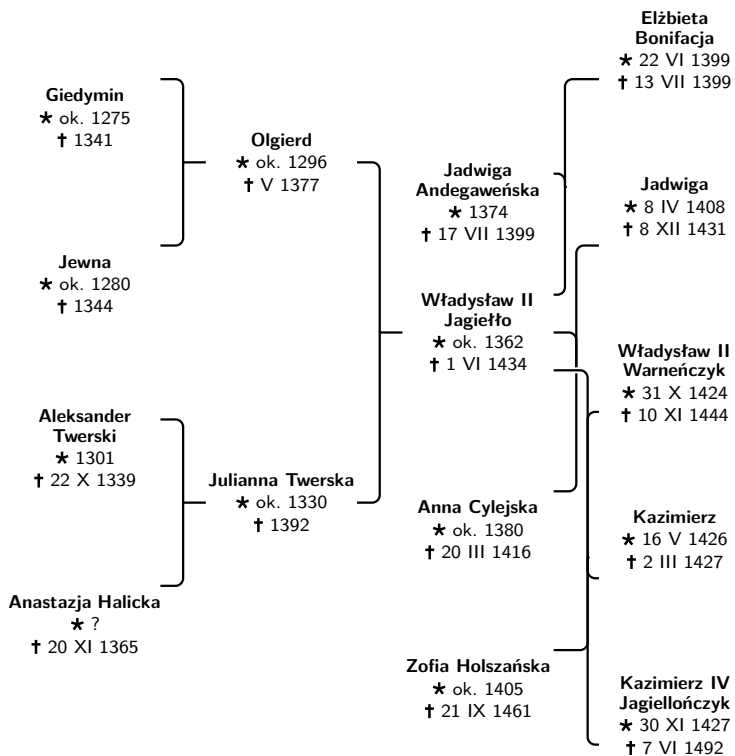 Giedymin
★ ok. 1275
✝ 1341
Jewna
★ ok. 1280
✝ 1344
Aleksander
Twerski
★ 1301
✝ 22 X 1339
Anastazja Halicka
★ ?
✝ 20 XI 1365
Olgierd
★ ok. 1296
✝ V 1377
Julianna Twerska
★ ok. 1330
✝ 1392
Jadwiga
Andegaweńska
★ 1374
✝ 17 VII 1399
Władysław II
Jagiełło
★ ok. 1362
✝ 1 VI 1434
Anna Cylejska
★ ok. 1380
✝ 20 III 1416
Zofia Holszańska
★ ok. 1405
✝ 21 IX 1461
Elżbieta
Bonifacja
★ 22 VI 1399
✝ 13 VII 1399
Jadwiga
★ 8 IV 1408
✝ 8 XII 1431
Władysław II
Warneńczyk
★ 31 X 1424
✝ 10 XI 1444
Kazimierz
★ 16 V 1426
✝ 2 III 1427
Kazimierz IV
Jagiellończyk
★ 30 XI 1427
✝ 7 VI 1492